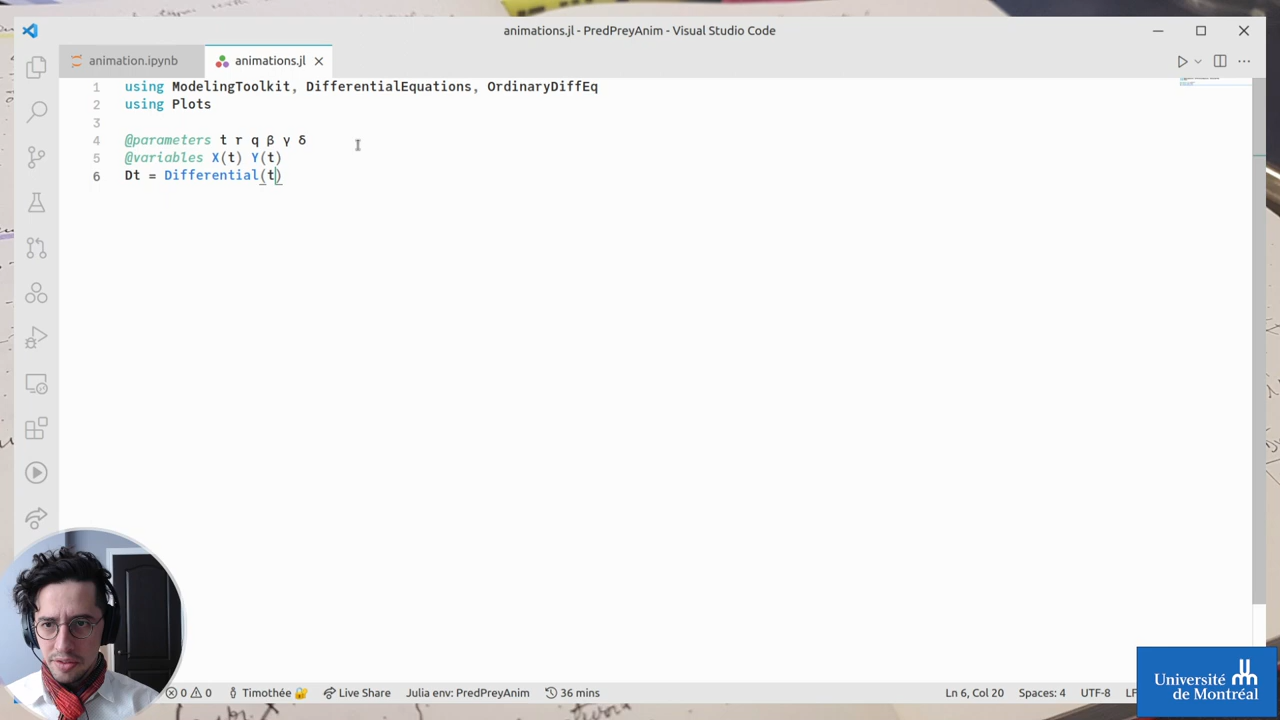 animations.jl - PredPreyAnim - Visual Studio Code
animation.ipynb animations.jl
1 using ModelingToolkit, DifferentialEquations, OrdinaryDiffEq
2 using Plots
3
4 @parameters t r q β γ δ
5 @variables X(t) Y(t)
6 Dt = Differential(t)
0 0 Timothée Live Share Julia env: PredPreyAnim 36 mins Ln 6, Col 20 Spaces: 4 UTF-8
Université
de Montréal